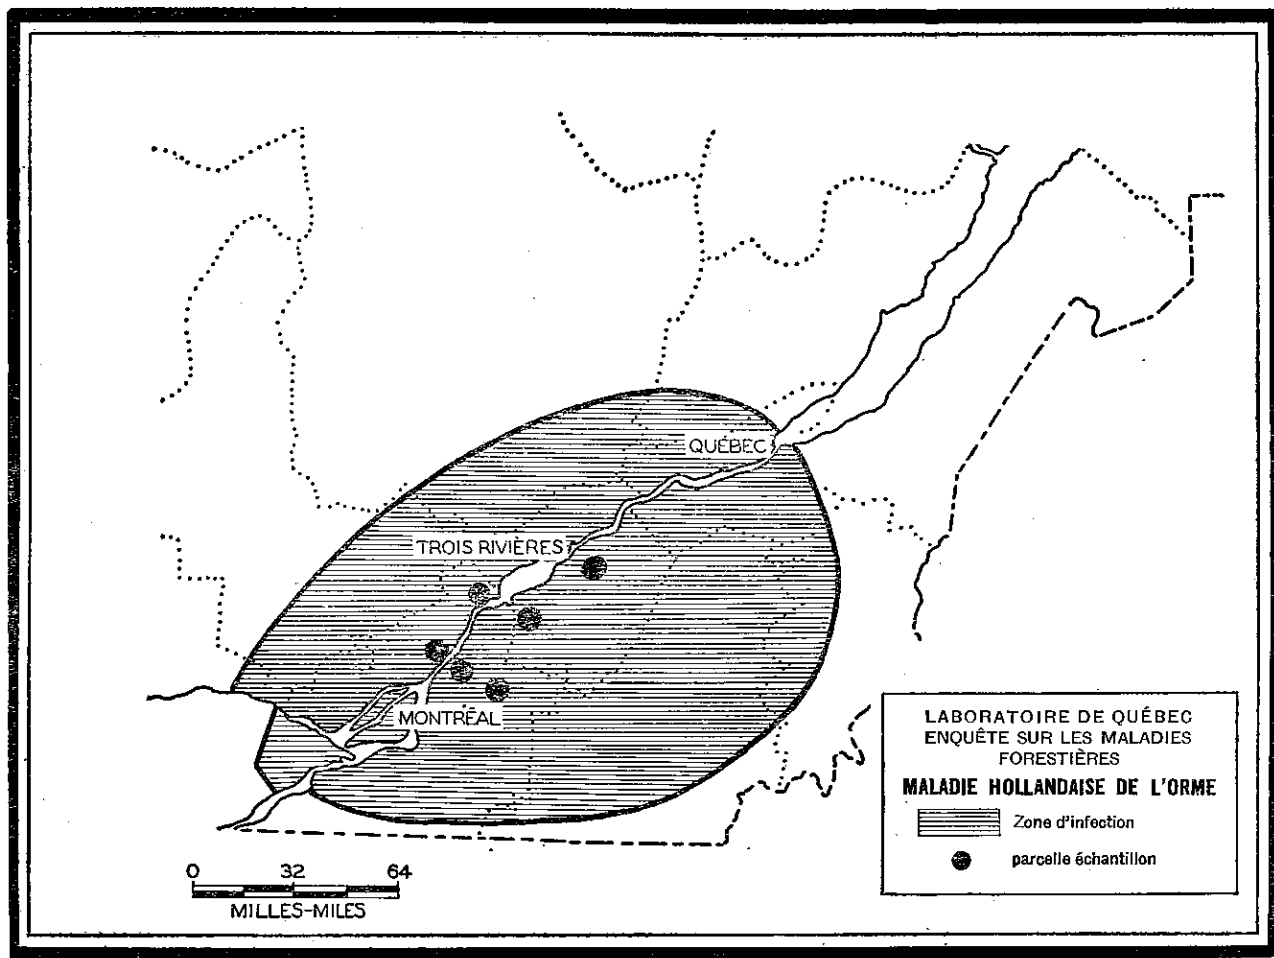 QUÉBEC
TROIS RIVIÈRES
MONTRÉAL
LABORATOIRE DE QUÉBEC
ENQUÊTE SUR LES MALADIES
FORESTIÈRES
MALADIE HOLLANDAISE DE L'ORME
Zone d'infection
parcelle échantillon
0 32 64
MILLES-MILES